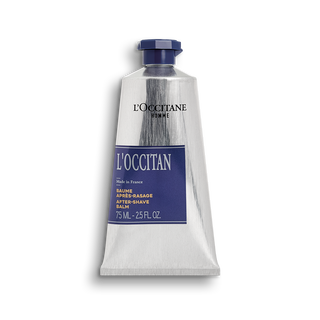 L'OCCITANE
HOMME
L'OCCITAN
Made in France
BAUME
APRÈS-RASAGE
AFTER-SHAVE
BALM
75 ML - 2.5 FL. OZ.